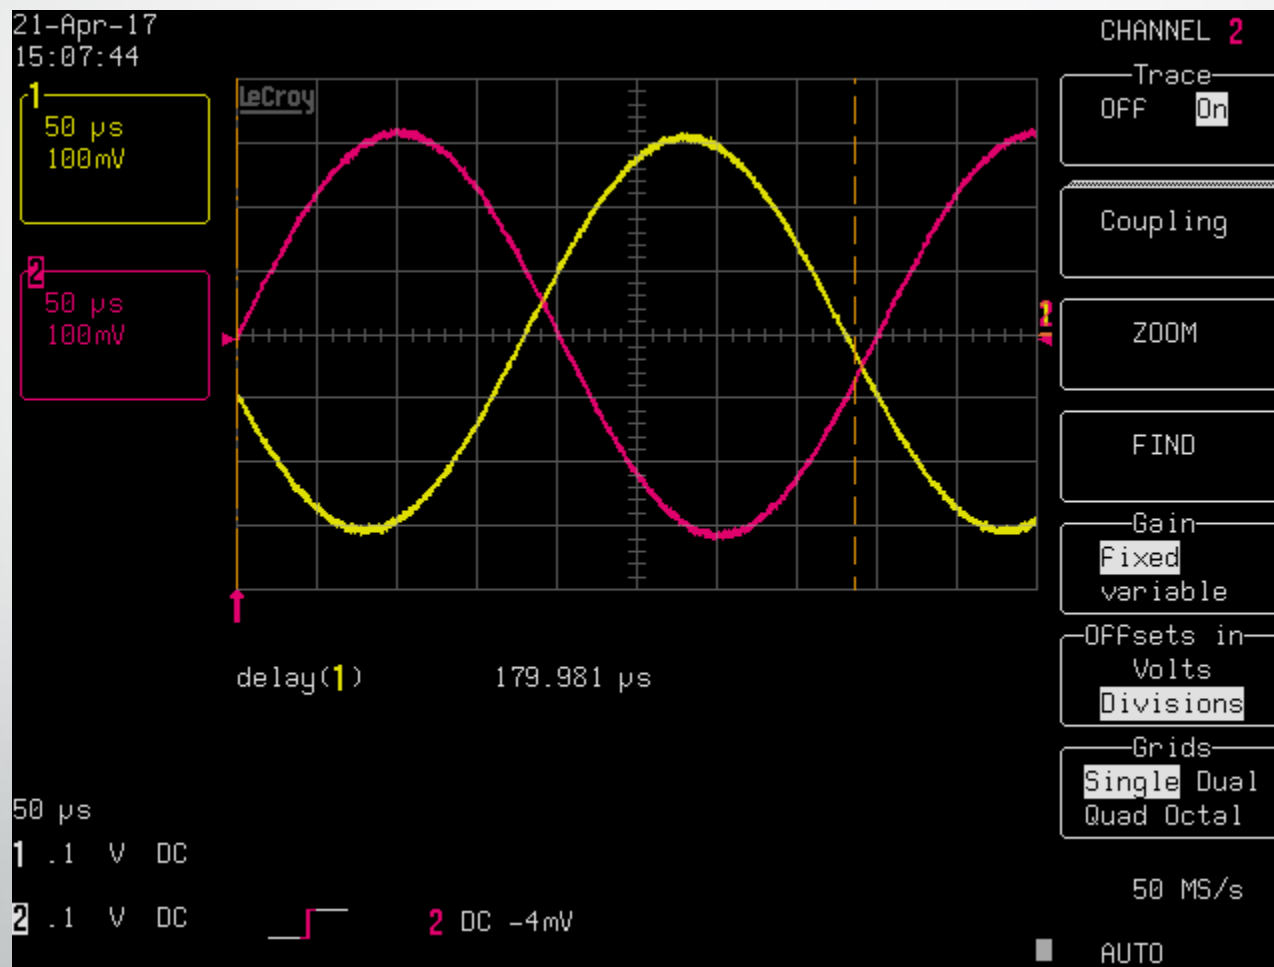 21-Apr-17
15:07:44
1
50 µs
100mV
2
50 µs
100mV
LeCroy
delay(1) 179.981 µs
50 µs
1 .1 V DC
2 .1 V DC
2 DC -4mV
CHANNEL 2
Trace
OFF On
Coupling
ZOOM
FIND
Gain
Fixed
variable
OFFsets in
Volts
Divisions
Grids
Single Dual
Quad Octal
50 MS/s
AUTO